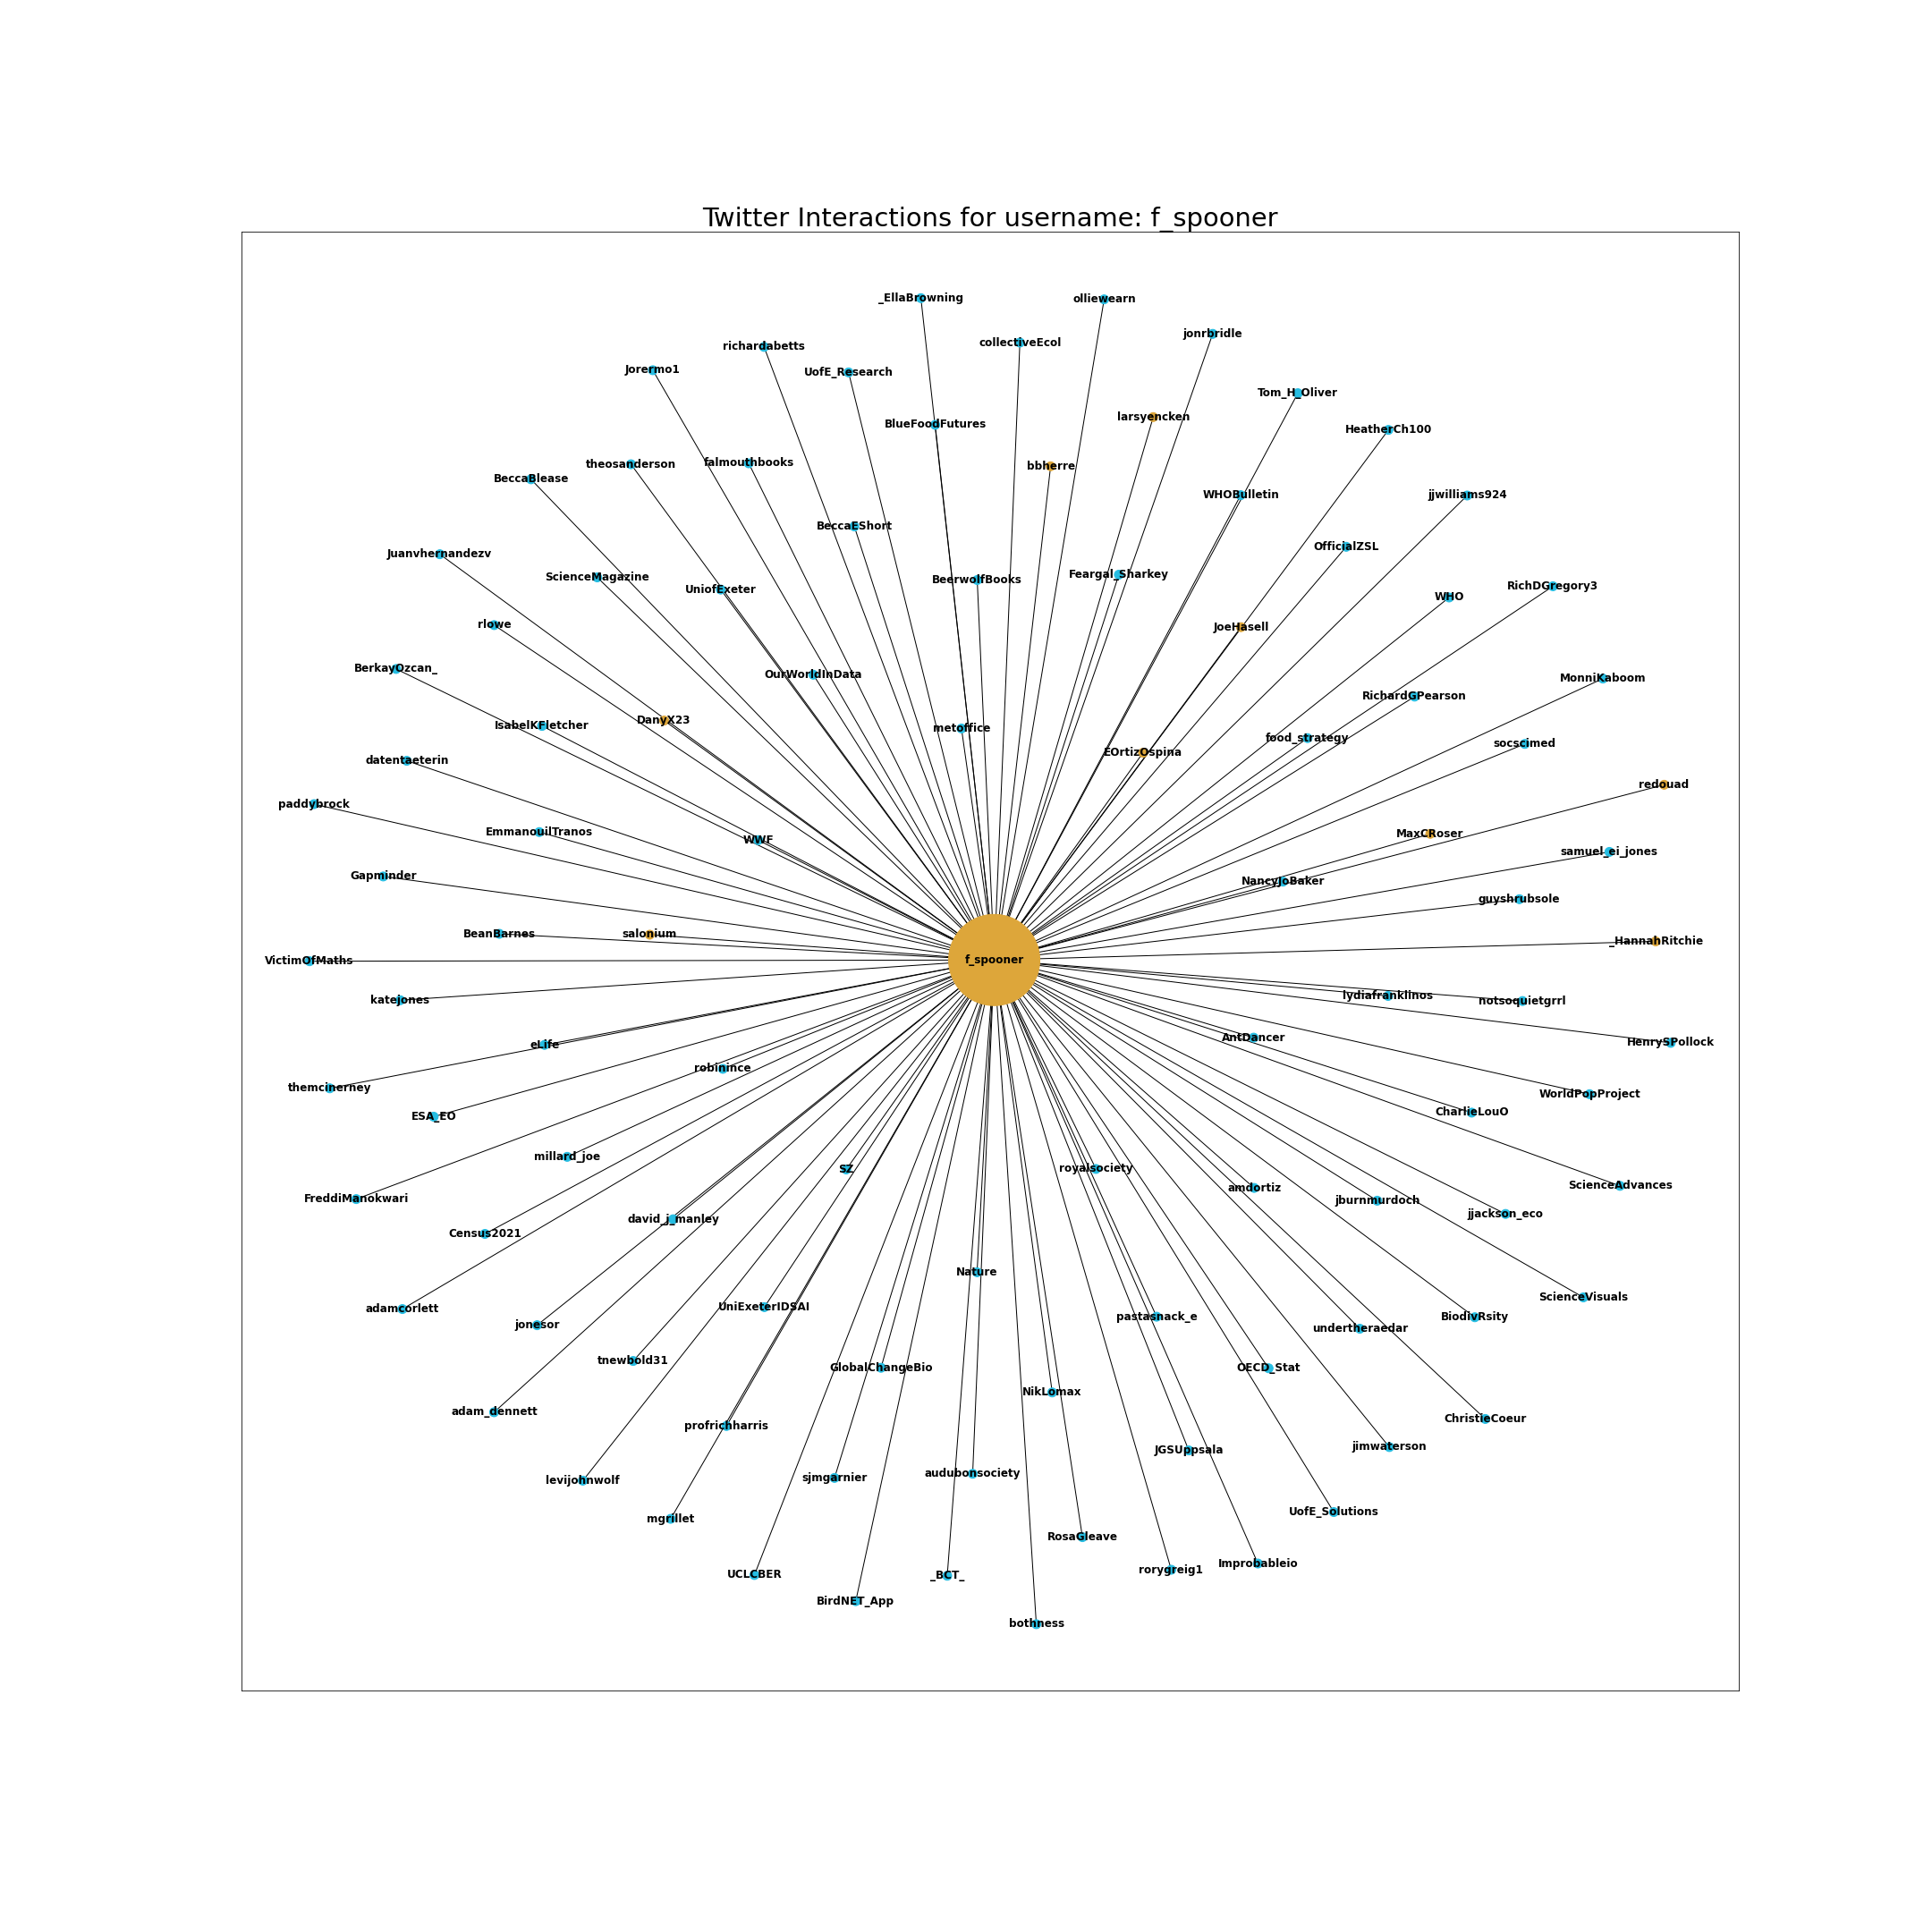 Twitter Interactions for username: f_spooner
_EllaBrowning
olliewearn
jonrbridle
collectiveEcol
richardabetts
Jorermo1
UofE_Research
Tom_H_Oliver
larsyencken
BlueFoodFutures
HeatherCh100
falmouthbooks
theosanderson
bbherre
BeccaBlease
WHOBulletin
jjwilliams924
BeccaEShort
OfficialZSL
Juanvhernandezv
Feargal_Sharkey
ScienceMagazine
BeerwolfBooks
RichDGregory3
UniofExeter
WHO
rlowe
JoeHasell
BerkayOzcan_
OurWorldInData
MonniKaboom
RichardGPearson
DanyX23
IsabelKFletcher
metoffice
food_strategy
socscimed
EOrtizOspina
datentaeterin
redouad
paddybrock
EmmanouilTranos
MaxCRoser
WWF
samuel_ei_jones
Gapminder
NancyJoBaker
guyshrubsole
BeanBarnes
salonium
_HannahRitchie
f_spooner
VictimOfMaths
lydiafranklinos
katejones
notsoquietgrrl
AntDancer
HenrySPollock
eLife
robinince
themcinerney
WorldPopProject
CharlieLouO
ESA_EO
millard_joe
SZ
royalsociety
ScienceAdvances
amdortiz
FreddiManokwari
jburnmurdoch
jjackson_eco
david_j_manley
Census2021
Nature
ScienceVisuals
UniExeterIDSAI
adamcorlett
pastasnack_e
BiodivRsity
jonesor
undertheraedar
tnewbold31
GlobalChangeBio
OECD_Stat
NikLomax
adam_dennett
ChristieCoeur
profrichharris
jimwaterson
JGSUppsala
audubonsociety
sjmgarnier
levijohnwolf
UofE_Solutions
mgrillet
RosaGleave
Improbableio
rorygreig1
UCLCBER
_BCT_
BirdNET_App
bothness